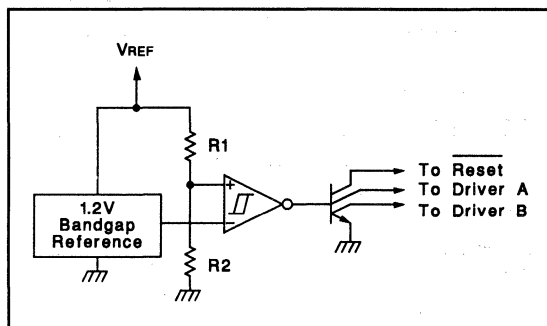 VREF
R1
+
−
1.2V
Bandgap
Reference
R2
To Reset
To Driver A
To Driver B